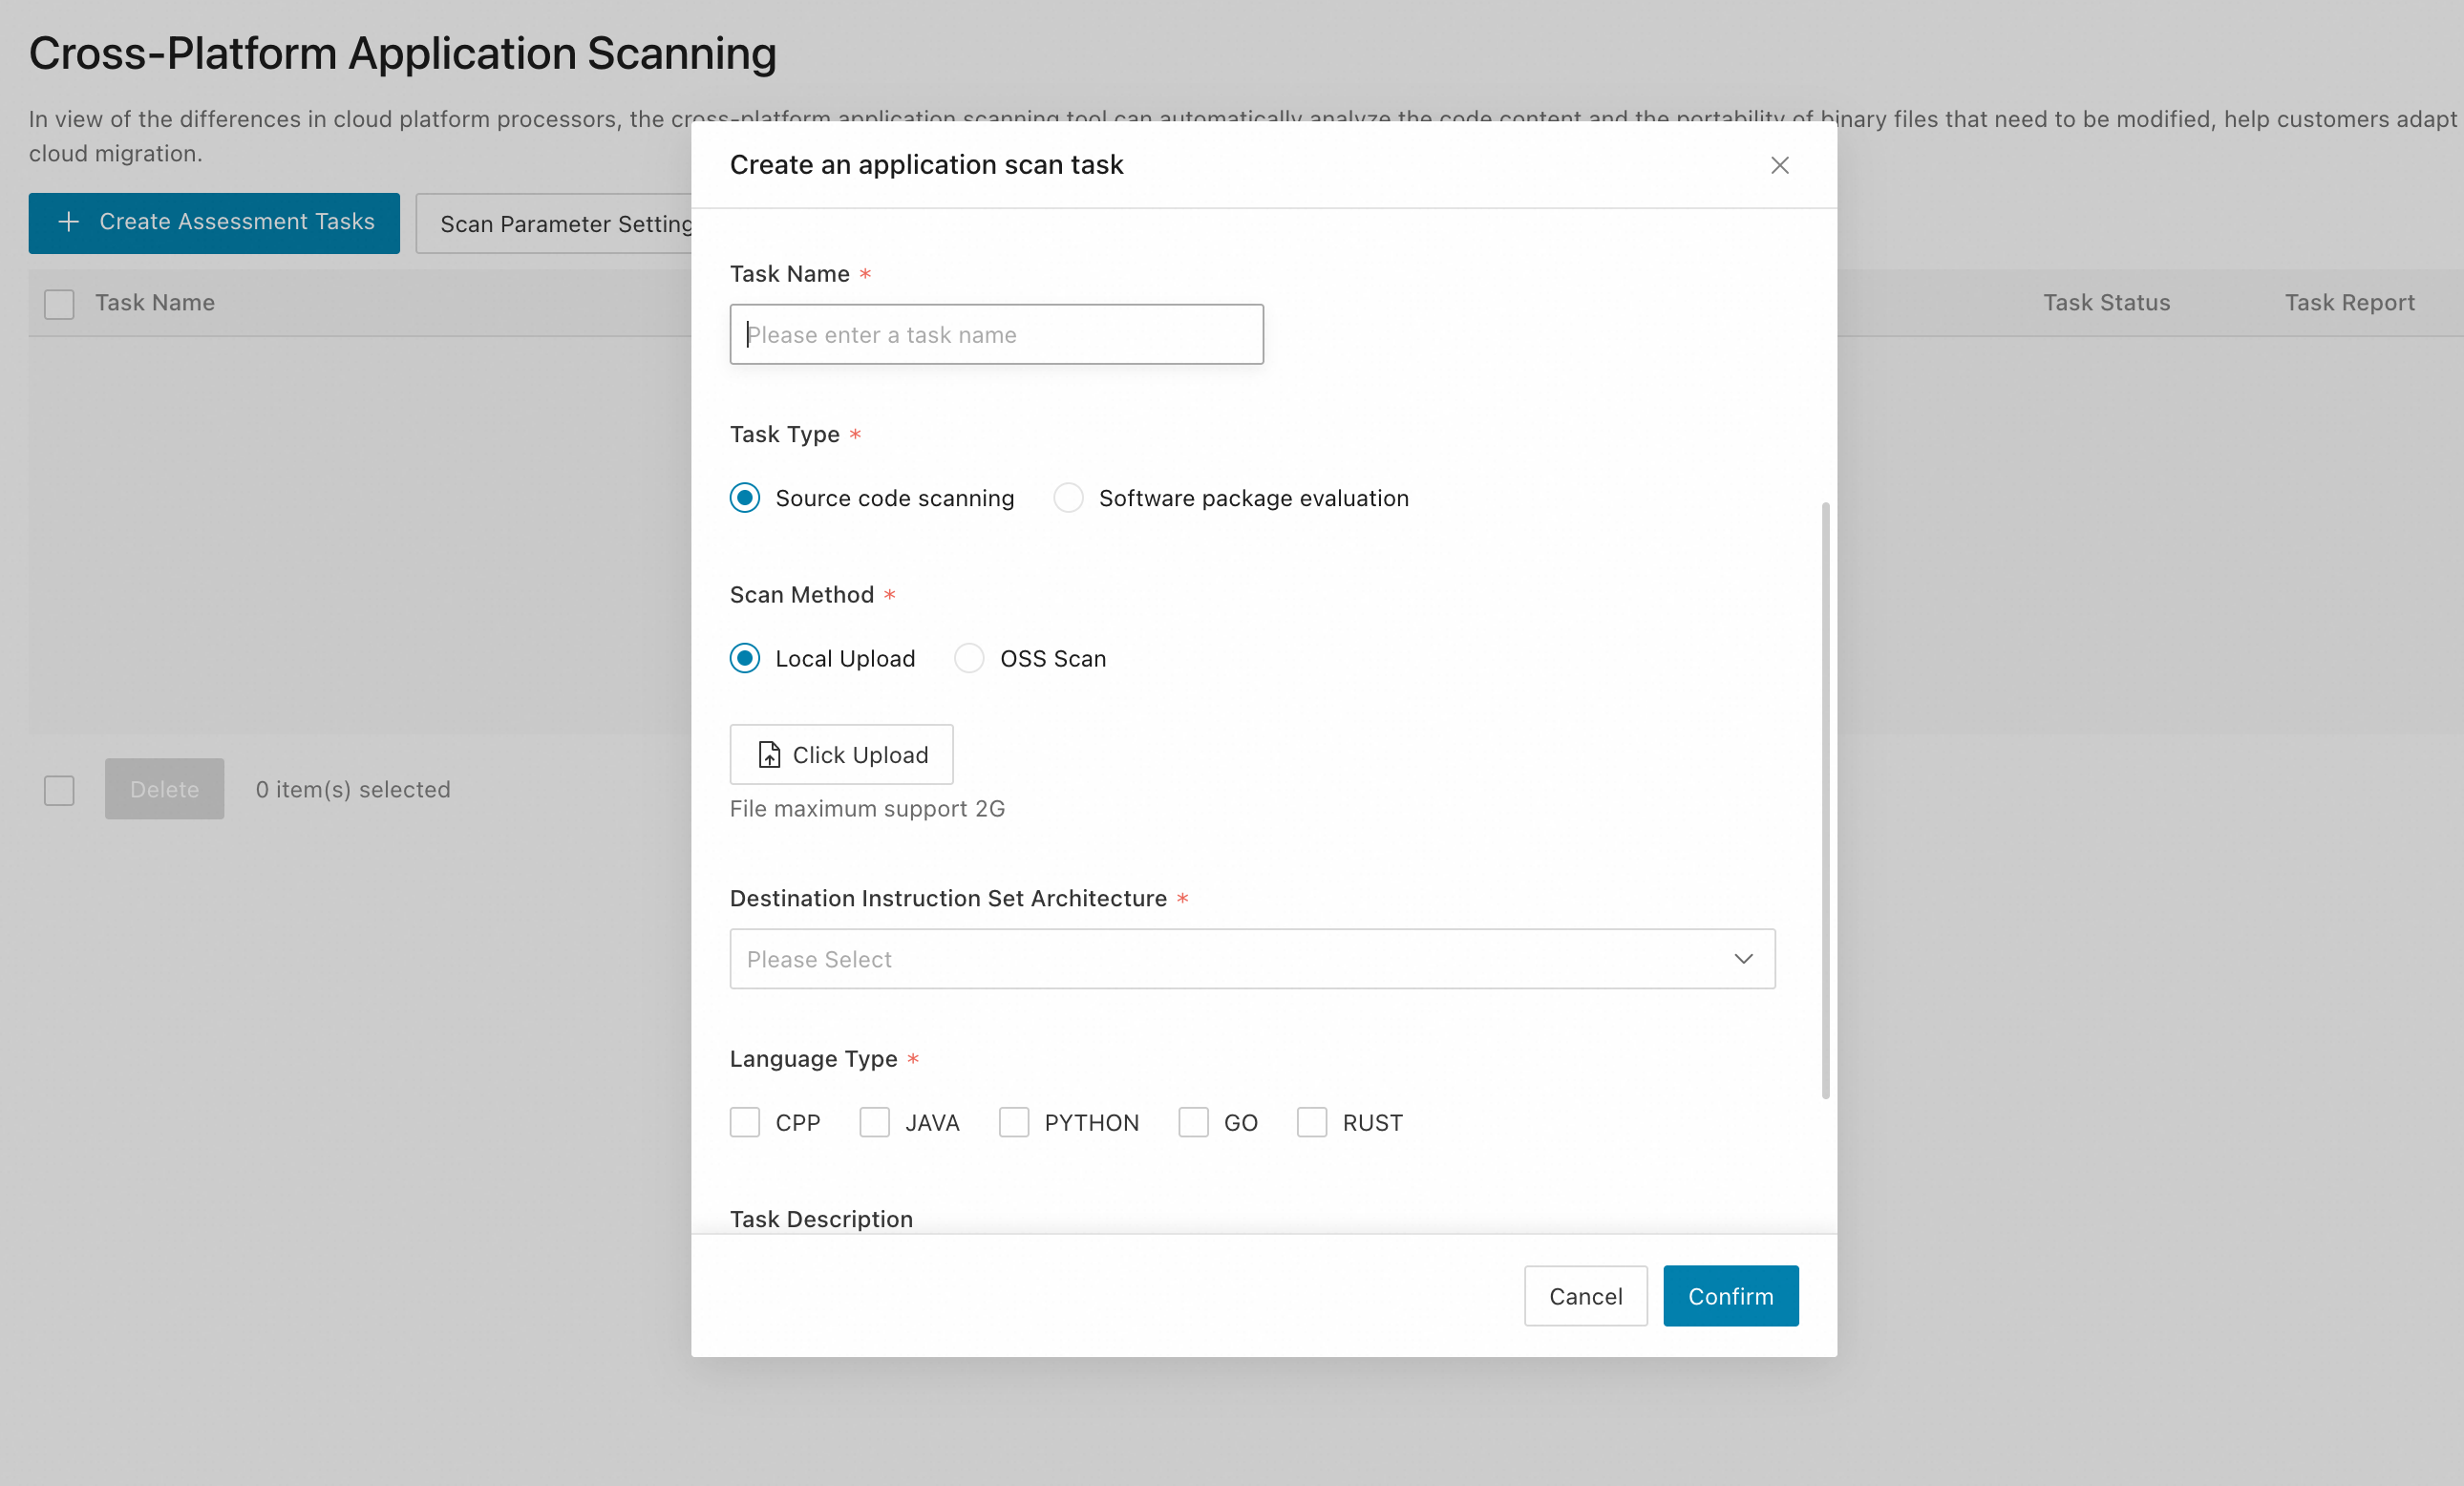 Cross-Platform Application Scanning
In view of the differences in cloud platform processors, the cross-platform application scanning tool can automatically analyze the code content and the portability of binary files that need to be modified, help customers adapt
cloud migration.
Create Assessment Tasks
Scan Parameter Setting
Task Name
Task Status
Task Report
Delete
0 item(s) selected
Create an application scan task
Task Name *
Please enter a task name
Task Type *
Source code scanning
Software package evaluation
Scan Method *
Local Upload
OSS Scan
Click Upload
File maximum support 2G
Destination Instruction Set Architecture *
Please Select
Language Type *
CPP
JAVA
PYTHON
GO
RUST
Task Description
Cancel
Confirm